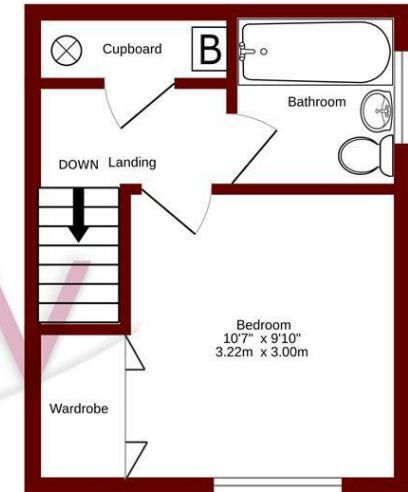 Cupboard
B
Bathroom
DOWN Landing
Bedroom
10'7" x 9'10"
3.22m x 3.00m
Wardrobe